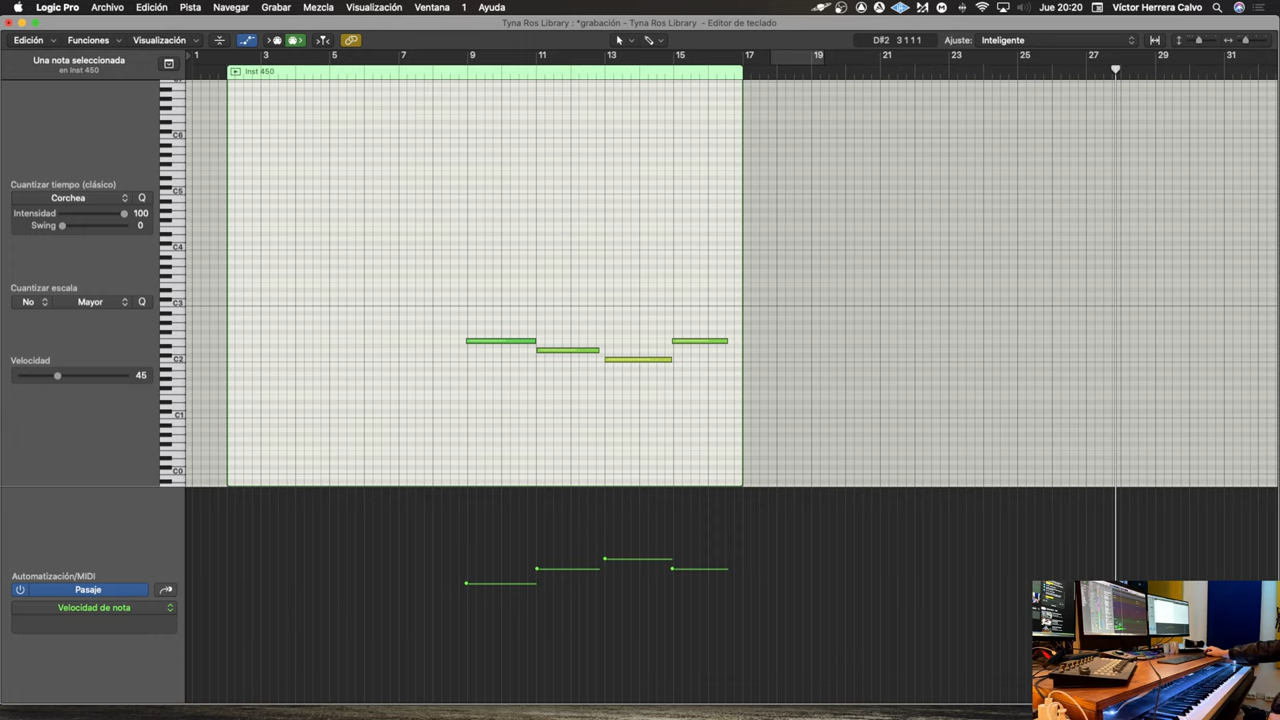 Logic Pro Archivo Edición Pista Navegar Grabar Mezcla Visualización Ventana 1 Ayuda Jue 20:20 Víctor Herrera Calvo
Tyna Ros Library : *grabación – Tyna Ros Library – Editor de teclado
Edición Funciones Visualización D#2 3 1 1 1 Ajuste: Inteligente
Una nota seleccionada
en Inst 450
1 3 5 7 9 11 13 15 17 19 21 23 25 27 29 31
Inst 450
C6
Cuantizar tiempo (clásico)
C5
Corchea Q
Intensidad 100
Swing 0
C4
Cuantizar escala
No Mayor Q
C3
Velocidad
C2
45
C1
C0
Automatización/MIDI
Pasaje
Velocidad de nota